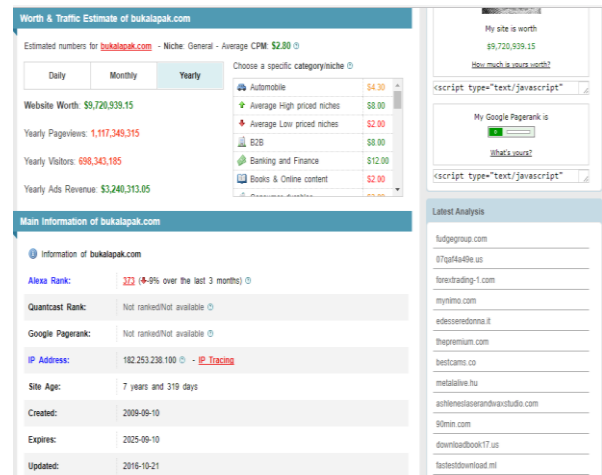 Worth & Traffic Estimate of bukalapak.com
Estimated numbers for bukalapak.com - Niche: General - Average CPM: $2.80
Daily
Monthly
Yearly
Website Worth: $9,720,939.15
Yearly Pageviews: 1,117,349,315
Yearly Visitors: 698,343,185
Yearly Ads Revenue: $3,240,313.05
Choose a specific category/niche
Automobile $4.30
Average High priced niches $8.00
Average Low priced niches $2.00
B2B $8.00
Banking and Finance $12.00
Books & Online content $2.00
Main Information of bukalapak.com
Information of bukalapak.com
Alexa Rank: 373 (-9% over the last 3 months)
Quantcast Rank: Not ranked/Not available
Google Pagerank: Not ranked/Not available
IP Address: 182.253.238.100 - IP Tracing
Site Age: 7 years and 319 days
Created: 2009-09-10
Expires: 2025-09-10
Updated: 2016-10-21
My site is worth
$9,720,939.15
How much is yours worth?
<script type="text/javascript"
My Google Pagerank is
What's yours?
<script type="text/javascript"
Latest Analysis
fudgegroup.com
07qaf4a49e.us
forextrading-1.com
mynimo.com
edesseredonna.it
thepremium.com
bestcams.co
metalalive.hu
ashleneslaserandwaxstudio.com
90min.com
downloadbook17.us
fastestdownload.ml